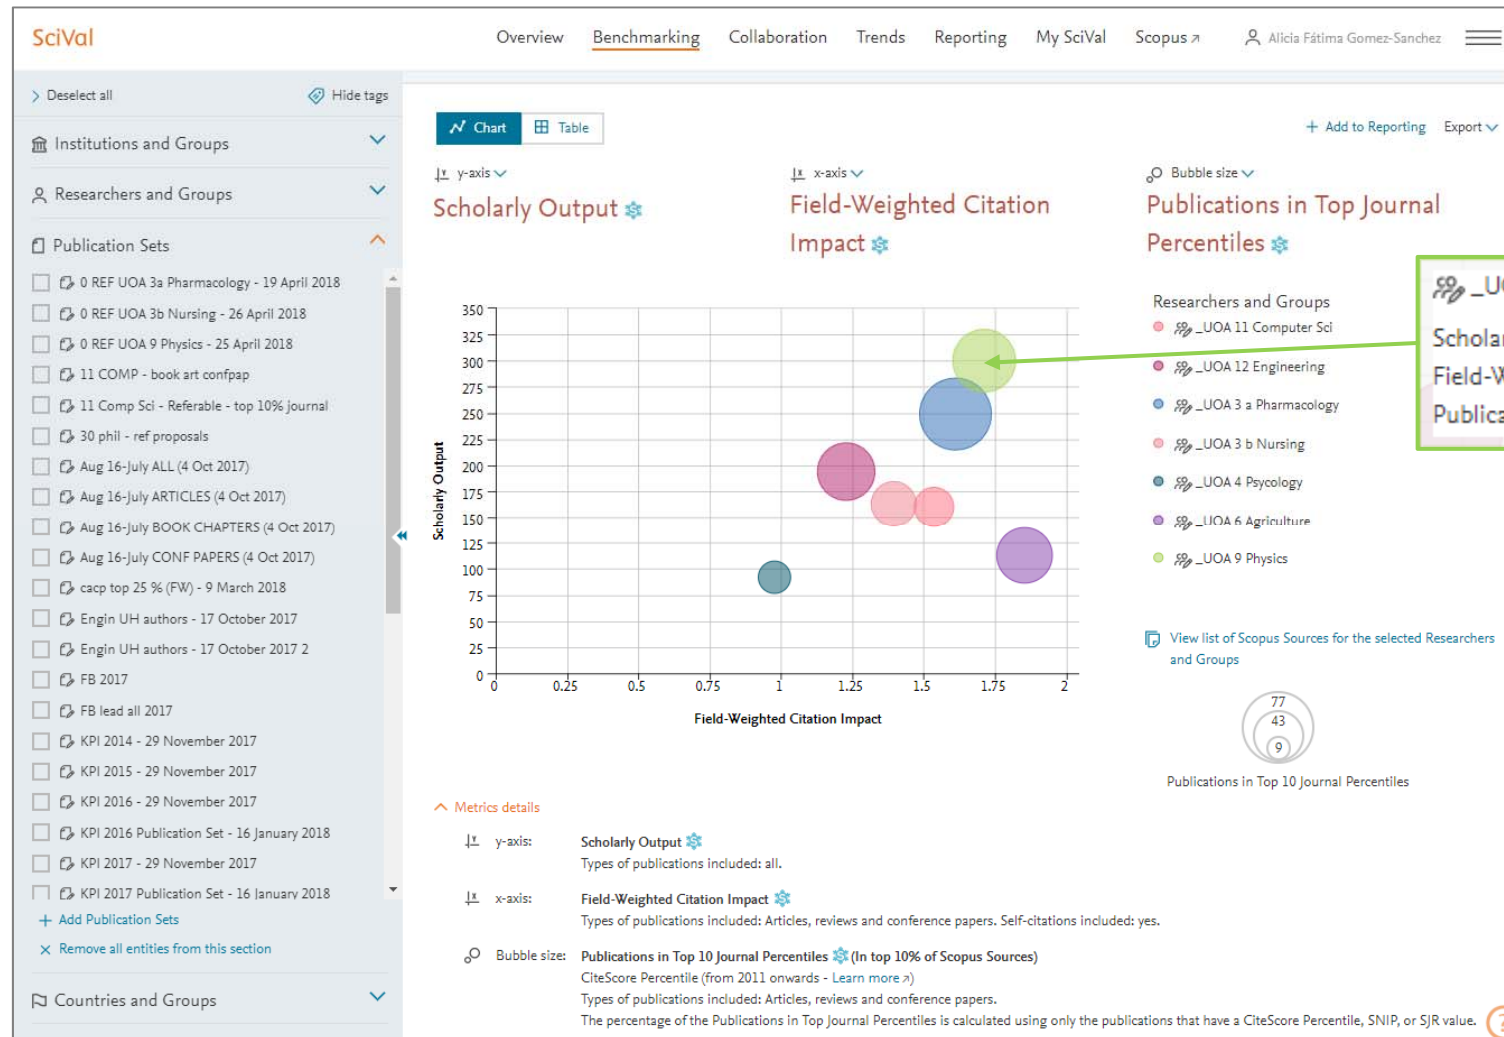 SciVal
Overview Benchmarking Collaboration Trends Reporting My SciVal Scopus Alicia Fátima Gomez-Sanchez
Deselect all Hide tags
Institutions and Groups
Researchers and Groups
Publication Sets
0 REF UOA 3a Pharmacology - 19 April 2018
0 REF UOA 3b Nursing - 26 April 2018
0 REF UOA 9 Physics - 25 April 2018
11 COMP - book art confpap
11 Comp Sci - Referable - top 10% journal
30 phil - ref proposals
Aug 16-July ALL (4 Oct 2017)
Aug 16-July ARTICLES (4 Oct 2017)
Aug 16-July BOOK CHAPTERS (4 Oct 2017)
Aug 16-July CONF PAPERS (4 Oct 2017)
cacp top 25 % (FW) - 9 March 2018
Engin UH authors - 17 October 2017
Engin UH authors - 17 October 2017 2
FB 2017
FB lead all 2017
KPI 2014 - 29 November 2017
KPI 2015 - 29 November 2017
KPI 2016 - 29 November 2017
KPI 2016 Publication Set - 16 January 2018
KPI 2017 - 29 November 2017
KPI 2017 Publication Set - 16 January 2018
+ Add Publication Sets
× Remove all entities from this section
Countries and Groups
Chart Table
+ Add to Reporting Export
y-axis
Scholarly Output
x-axis
Field-Weighted Citation
Impact
Bubble size
Publications in Top Journal
Percentiles
350
325
300
275
250
225
200
175
150
125
100
75
50
25
0
Scholarly Output
0 0.25 0.5 0.75 1 1.25 1.5 1.75 2
Field-Weighted Citation Impact
Researchers and Groups
_UOA 11 Computer Sci
_UOA 12 Engineering
_UOA 3 a Pharmacology
_UOA 3 b Nursing
_UOA 4 Psycology
_UOA 6 Agriculture
_UOA 9 Physics
View list of Scopus Sources for the selected Researchers
and Groups
77
43
9
Publications in Top 10 Journal Percentiles
Metrics details
y-axis: Scholarly Output
Types of publications included: all.
x-axis: Field-Weighted Citation Impact
Types of publications included: Articles, reviews and conference papers. Self-citations included: yes.
Bubble size: Publications in Top 10 Journal Percentiles (In top 10% of Scopus Sources)
CiteScore Percentile (from 2011 onwards - Learn more)
Types of publications included: Articles, reviews and conference papers.
The percentage of the Publications in Top Journal Percentiles is calculated using only the publications that have a CiteScore Percentile, SNIP, or SJR value.